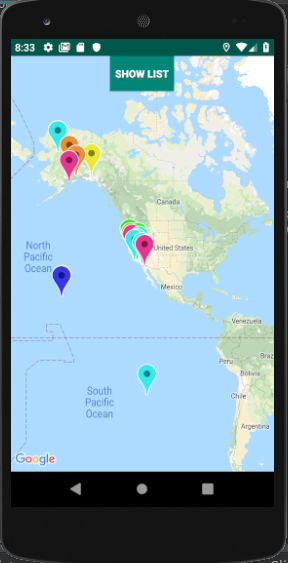 8:33
SHOW LIST
Canada
North
Pacific
Ocean
United States
Mexico
Venezuela
Peru
Braz
Bolivia
Chile
South
Pacific
Ocean
Argentina
Google